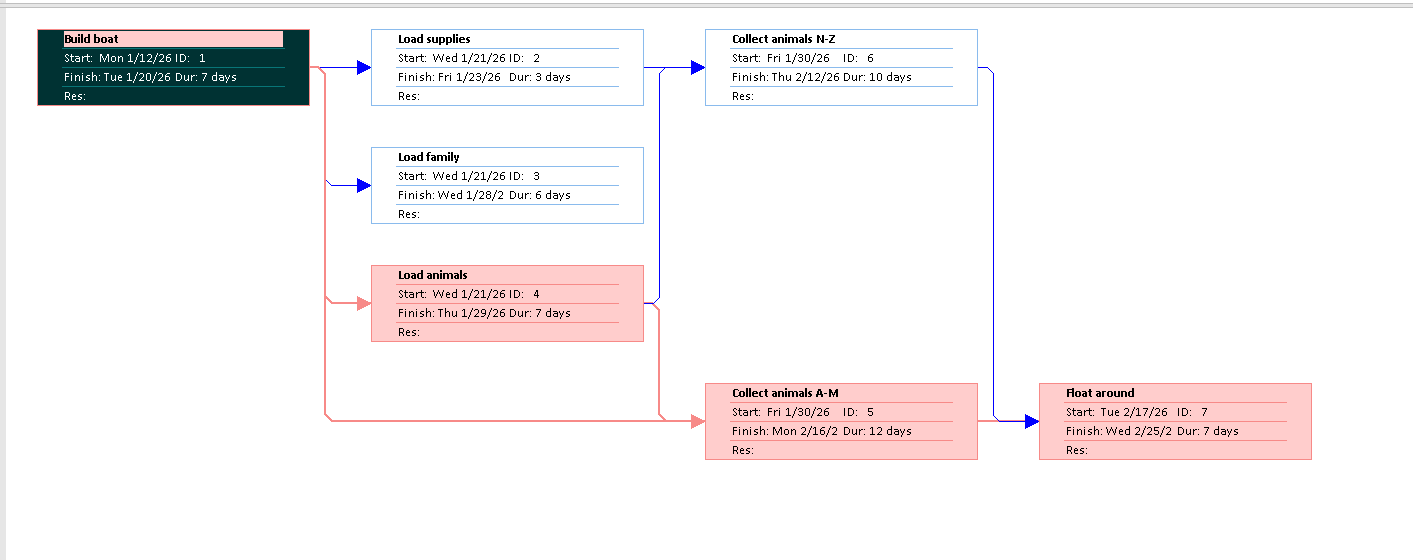 Build boat
Start: Mon 1/12/26 ID: 1
Finish: Tue 1/20/26 Dur: 7 days
Res:
Load supplies
Start: Wed 1/21/26 ID: 2
Finish: Fri 1/23/26 Dur: 3 days
Res:
Collect animals N-Z
Start: Fri 1/30/26 ID: 6
Finish: Thu 2/12/26 Dur: 10 days
Res:
Load family
Start: Wed 1/21/26 ID: 3
Finish: Wed 1/28/2 Dur: 6 days
Res:
Load animals
Start: Wed 1/21/26 ID: 4
Finish: Thu 1/29/26 Dur: 7 days
Res:
Collect animals A-M
Start: Fri 1/30/26 ID: 5
Finish: Mon 2/16/2 Dur: 12 days
Res:
Float around
Start: Tue 2/17/26 ID: 7
Finish: Wed 2/25/2 Dur: 7 days
Res: